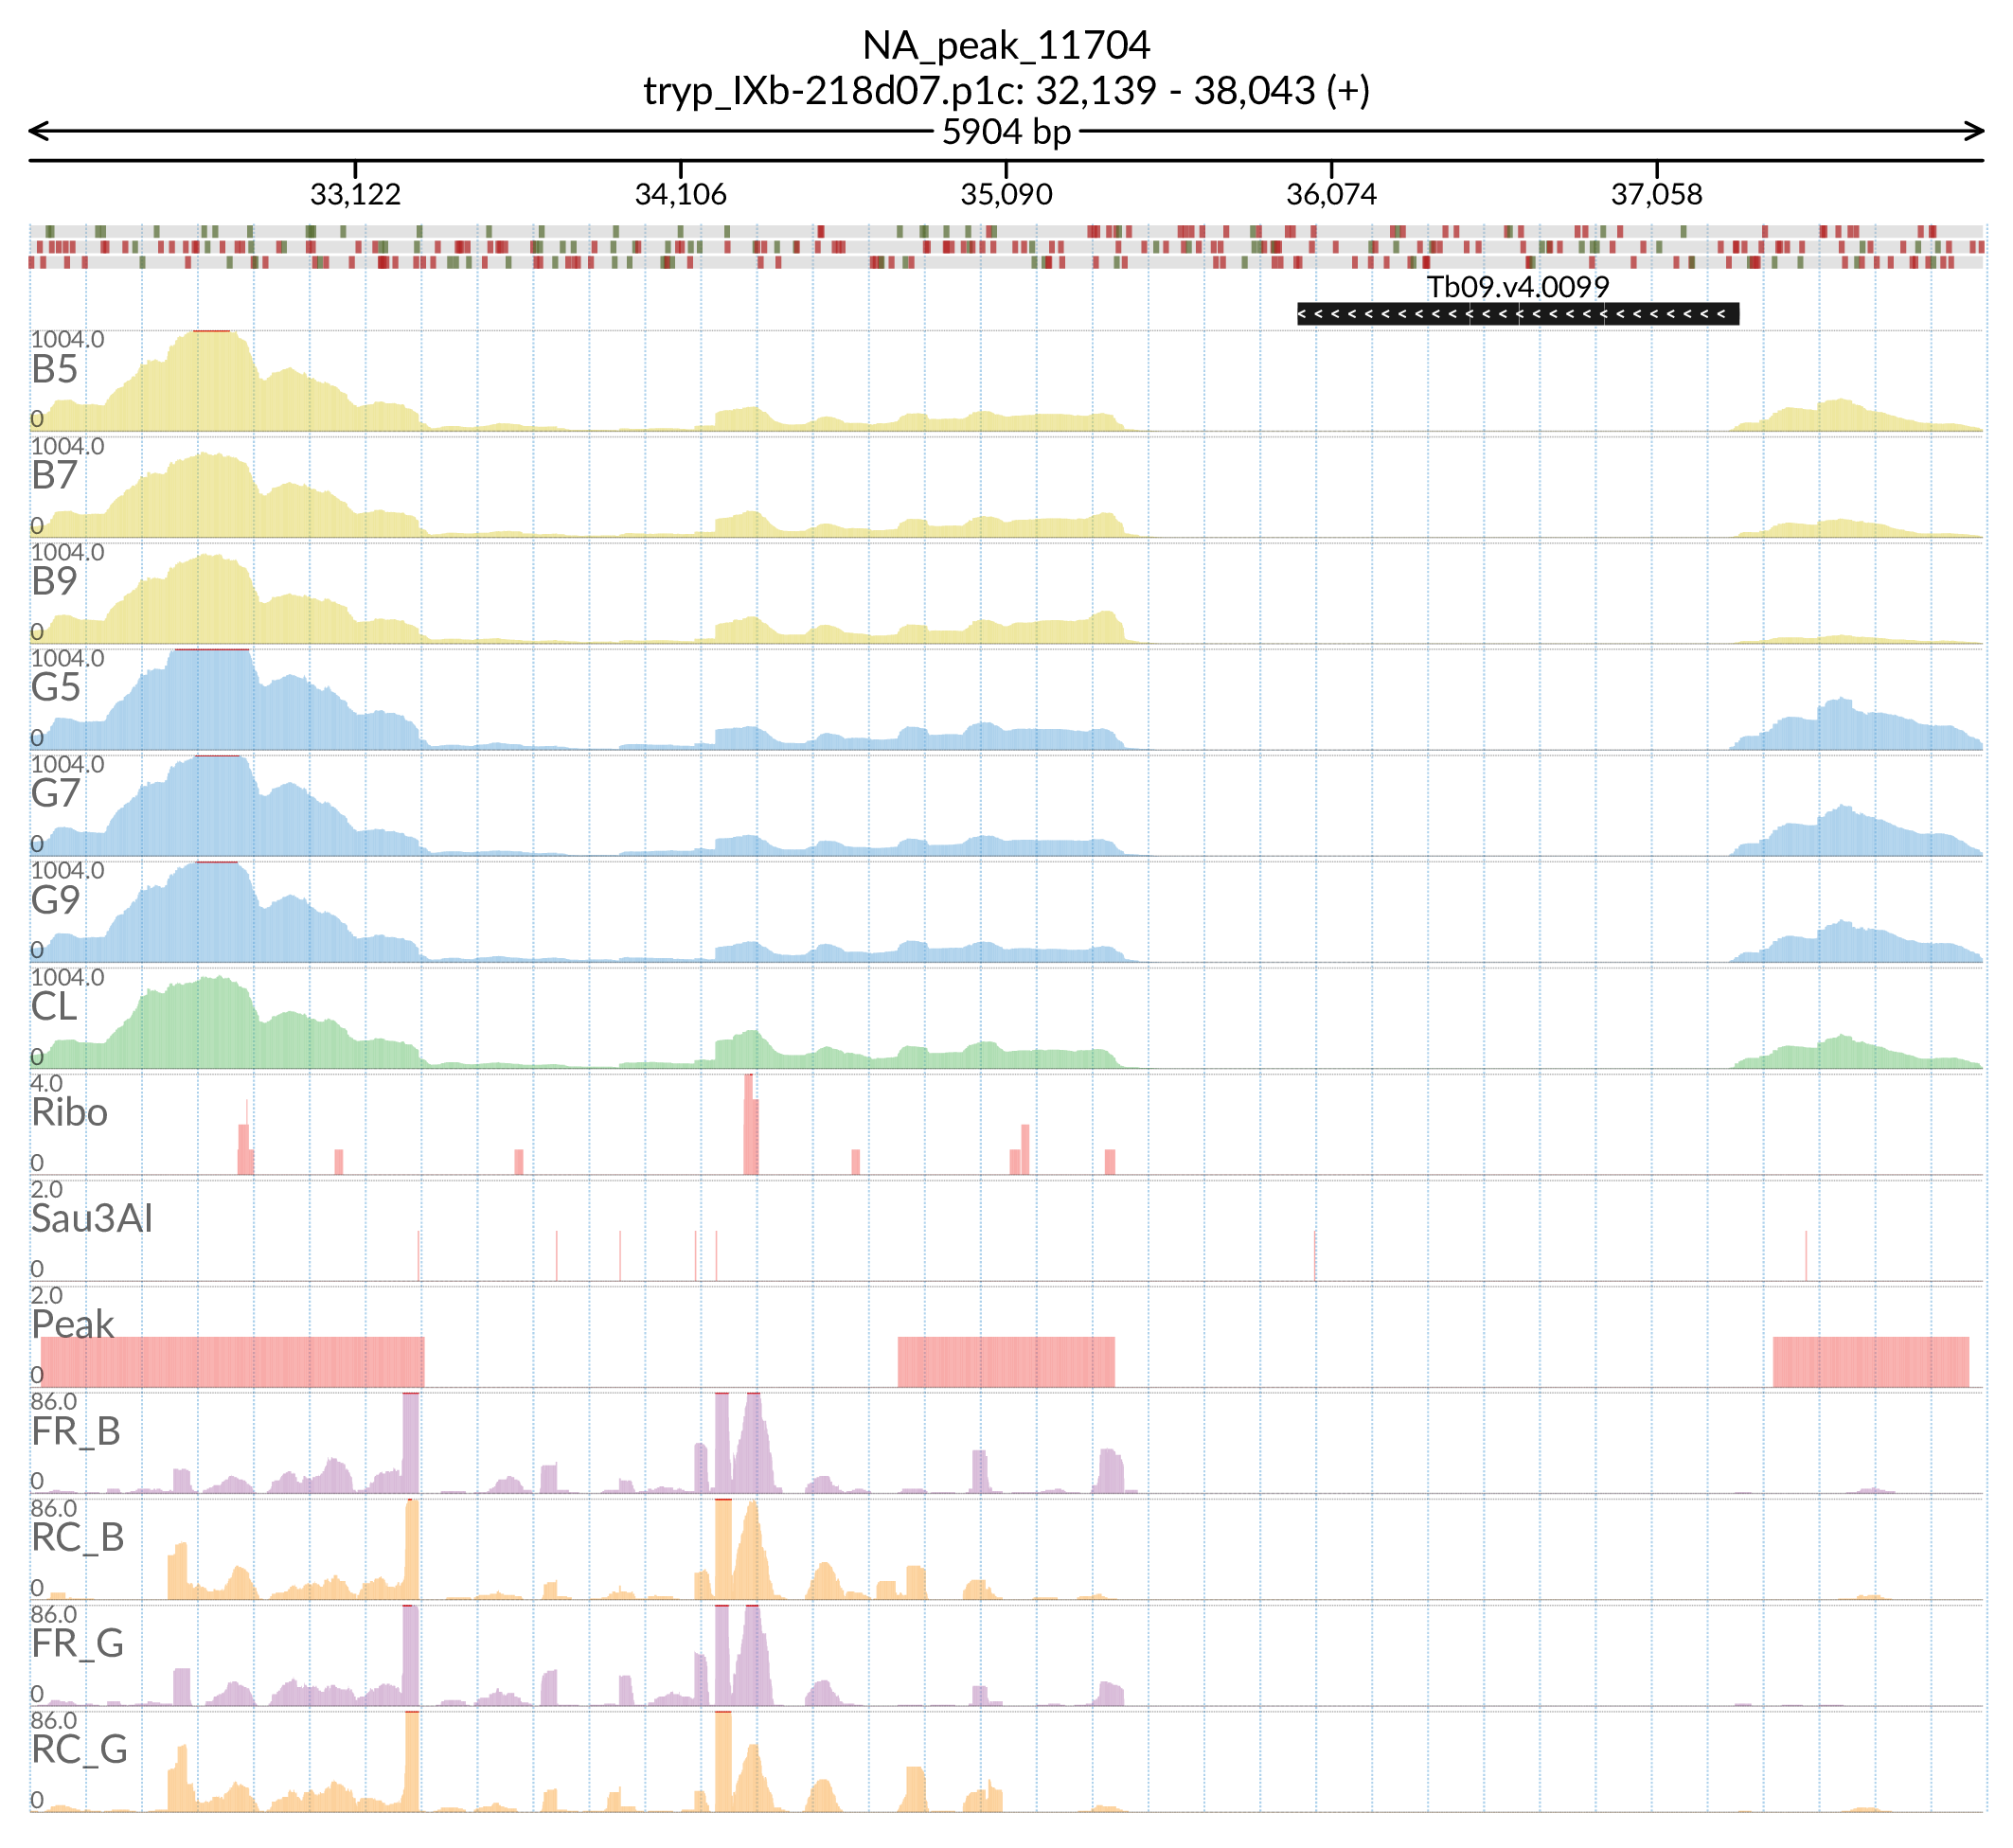 NA_peak_11704
tryp_IXb-218d07.p1c: 32,139 - 38,043 (+)
5904 bp
33,122 34,106 35,090 36,074 37,058
Tb09.v4.0099
1004.0
B5
0
1004.0
B7
0
1004.0
B9
0
1004.0
G5
0
1004.0
G7
0
1004.0
G9
0
1004.0
CL
0
4.0
Ribo
0
2.0
Sau3AI
0
2.0
Peak
0
86.0
FR_B
0
86.0
RC_B
0
86.0
FR_G
0
86.0
RC_G
0